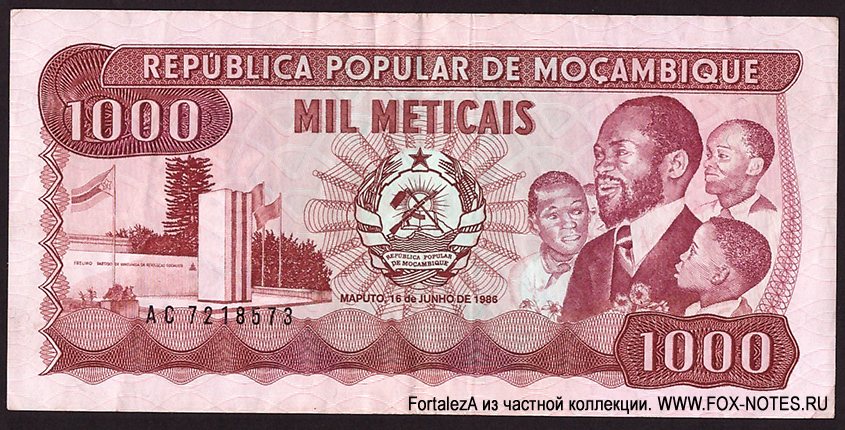 REPÚBLICA POPULAR DE MOÇAMBIQUE
1000
MIL METICAIS
FRELIMO
REPÚBLICA POPULAR
DE MOÇAMBIQUE
MAPUTO, 16 de JUNHO DE 1986
AC 7218573
1000
FortalezA из частной коллекции. WWW.FOX-NOTES.RU